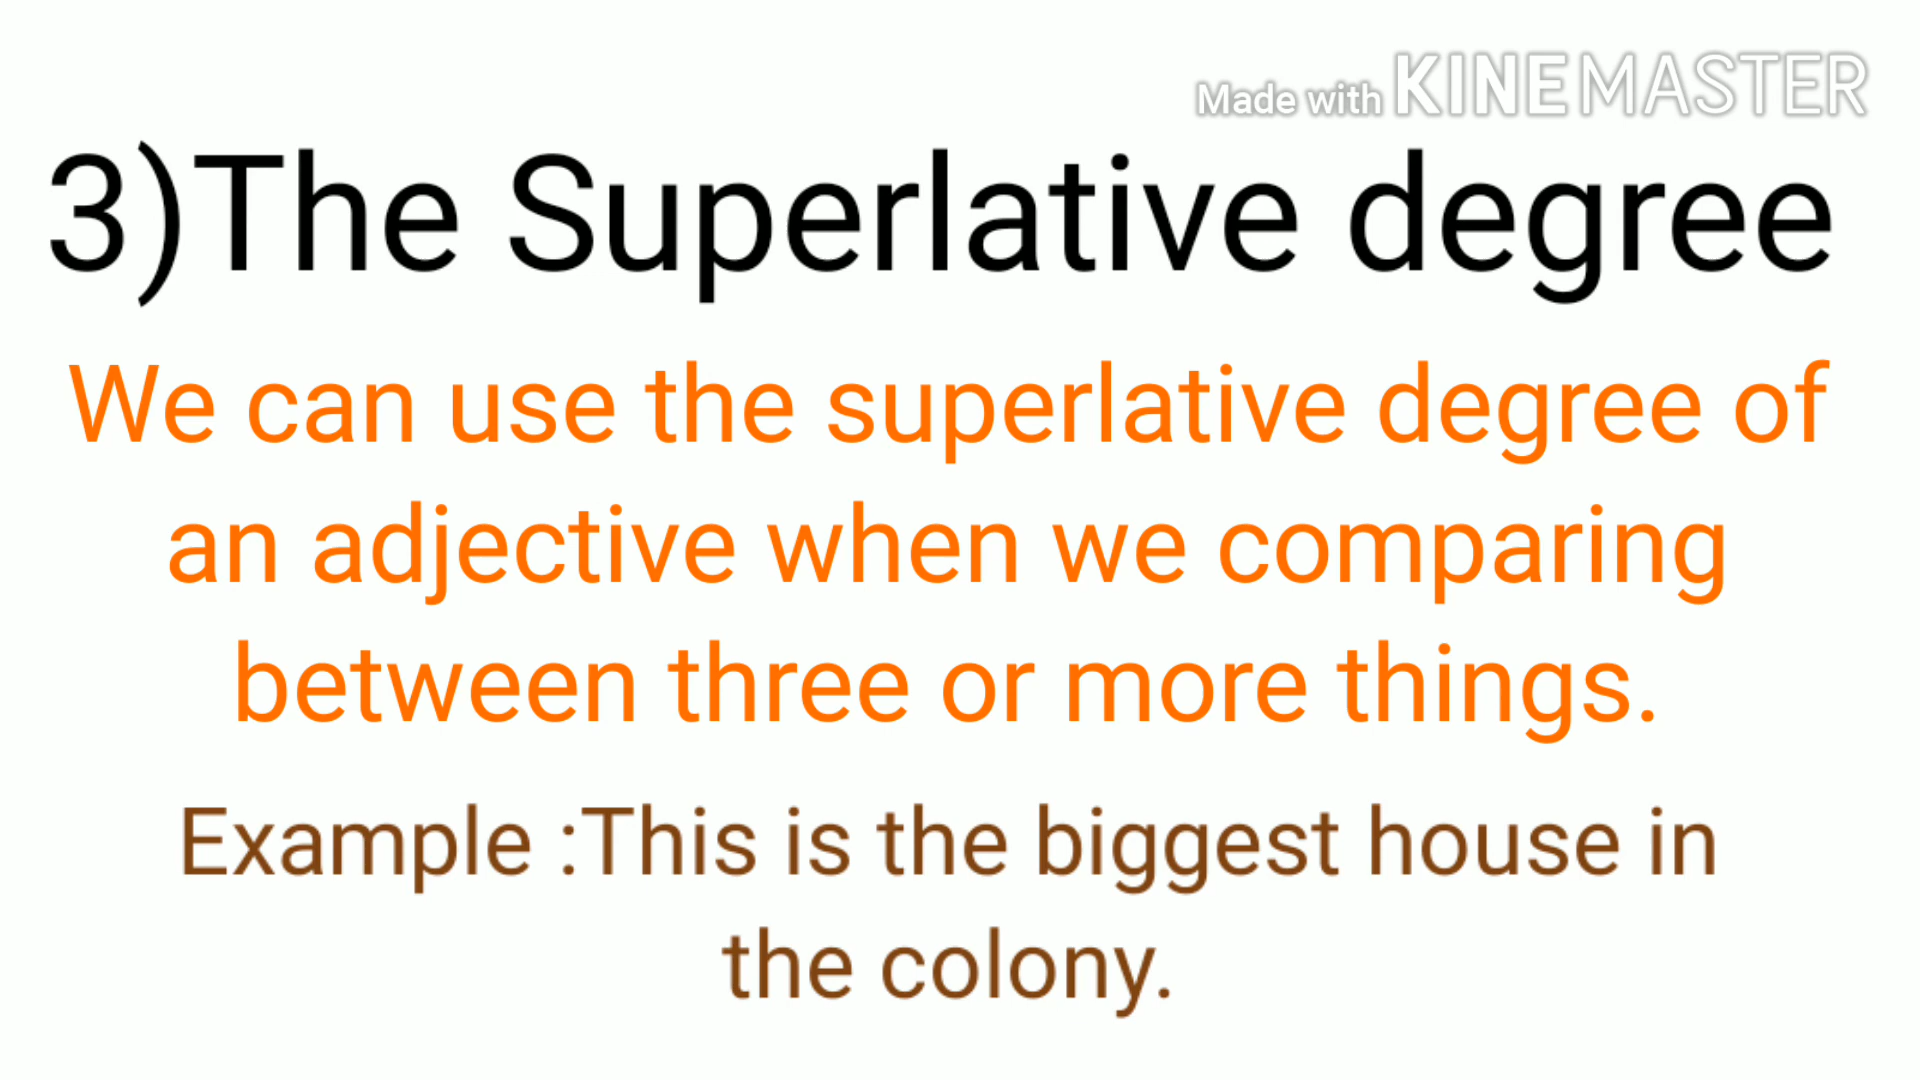 Made with KINEMASTER
3)The Superlative degree
We can use the superlative degree of
an adjective when we comparing
between three or more things.
Example :This is the biggest house in
the colony.